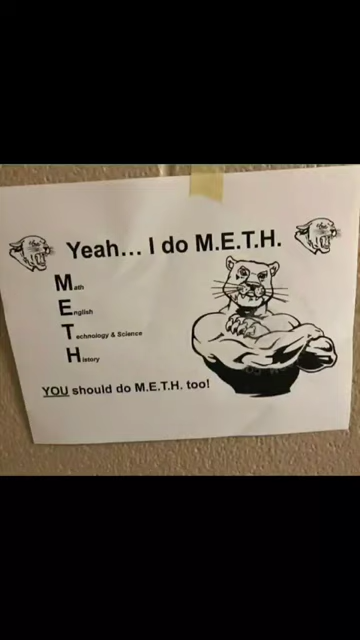 Yeah... I do M.E.T.H.
Math
English
Technology & Science
History
YOU should do M.E.T.H. too!